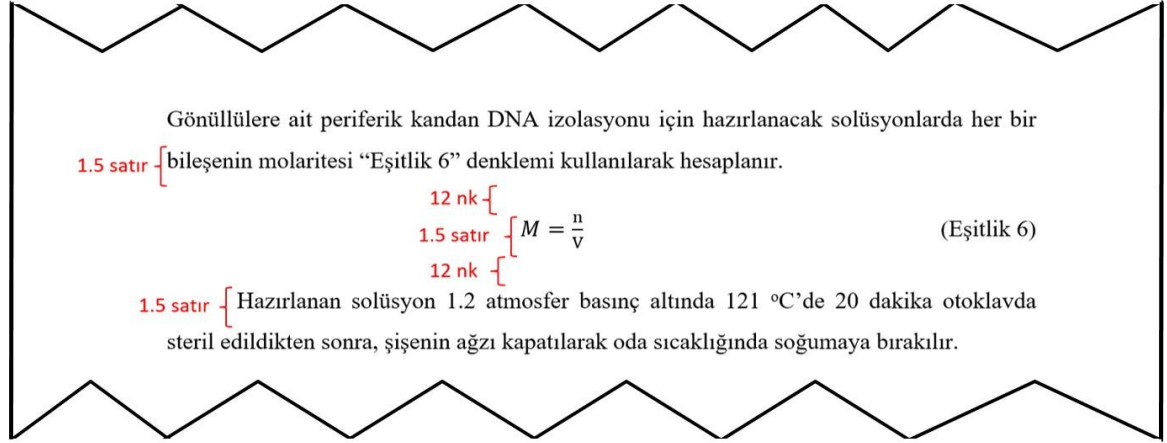 Gönüllülere ait periferik kandan DNA izolasyonu için hazırlanacak solüsyonlarda her bir
1.5 satır bileşenin molaritesi “Eşitlik 6” denklemi kullanılarak hesaplanır.
12 nk
1.5 satır M = n/V (Eşitlik 6)
12 nk
1.5 satır Hazırlanan solüsyon 1.2 atmosfer basınç altında 121 ⁰C’de 20 dakika otoklavda
steril edildikten sonra, şişenin ağzı kapatılarak oda sıcaklığında soğumaya bırakılır.